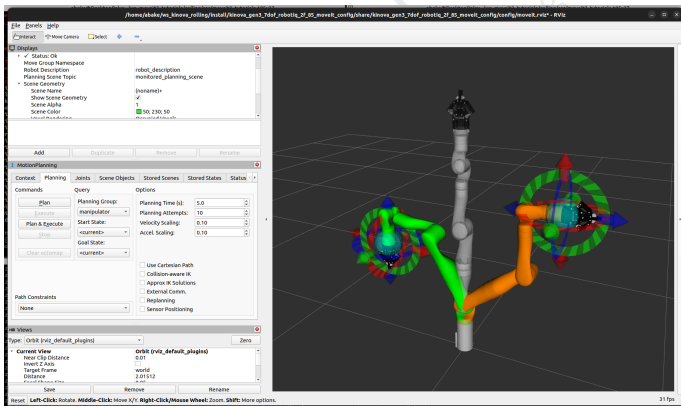 /home/abake/ws_kinova_rolling/install/kinova_gen3_7dof_robotiq_2f_85_moveit_config/share/kinova_gen3_7dof_robotiq_2f_85_moveit_config/config/moveit.rviz* - RViz
File Panels Help
Interact Move Camera Select
Displays
Status: Ok
Move Group Namespace
Robot Description robot_description
Planning Scene Topic monitored_planning_scene
Scene Geometry
Scene Name (noname)+
Show Scene Geometry
Scene Alpha 1
Scene Color 50; 230; 50
Add Duplicate Remove Rename
MotionPlanning
Context Planning Joints Scene Objects Stored Scenes Stored States Status
Commands Query Options
Plan Planning Group: Planning Time (s): 5.0
Execute manipulator Planning Attempts: 10
Plan & Execute Start State: Velocity Scaling: 0.10
Stop <current> Accel. Scaling: 0.10
Goal State:
Clear octomap <current>
Use Cartesian Path
Collision-aware IK
Approx IK Solutions
External Comm.
Path Constraints Replanning
None Sensor Positioning
Views
Type: Orbit (rviz_default_plugins) Zero
Current View Orbit (rviz_default_plugins)
Near Clip Distance 0.01
Invert Z Axis
Target Frame world
Distance 2.01512
Save Remove Rename
Reset Left-Click: Rotate. Middle-Click: Move X/Y. Right-Click/Mouse Wheel: Zoom. Shift: More options. 31 fps